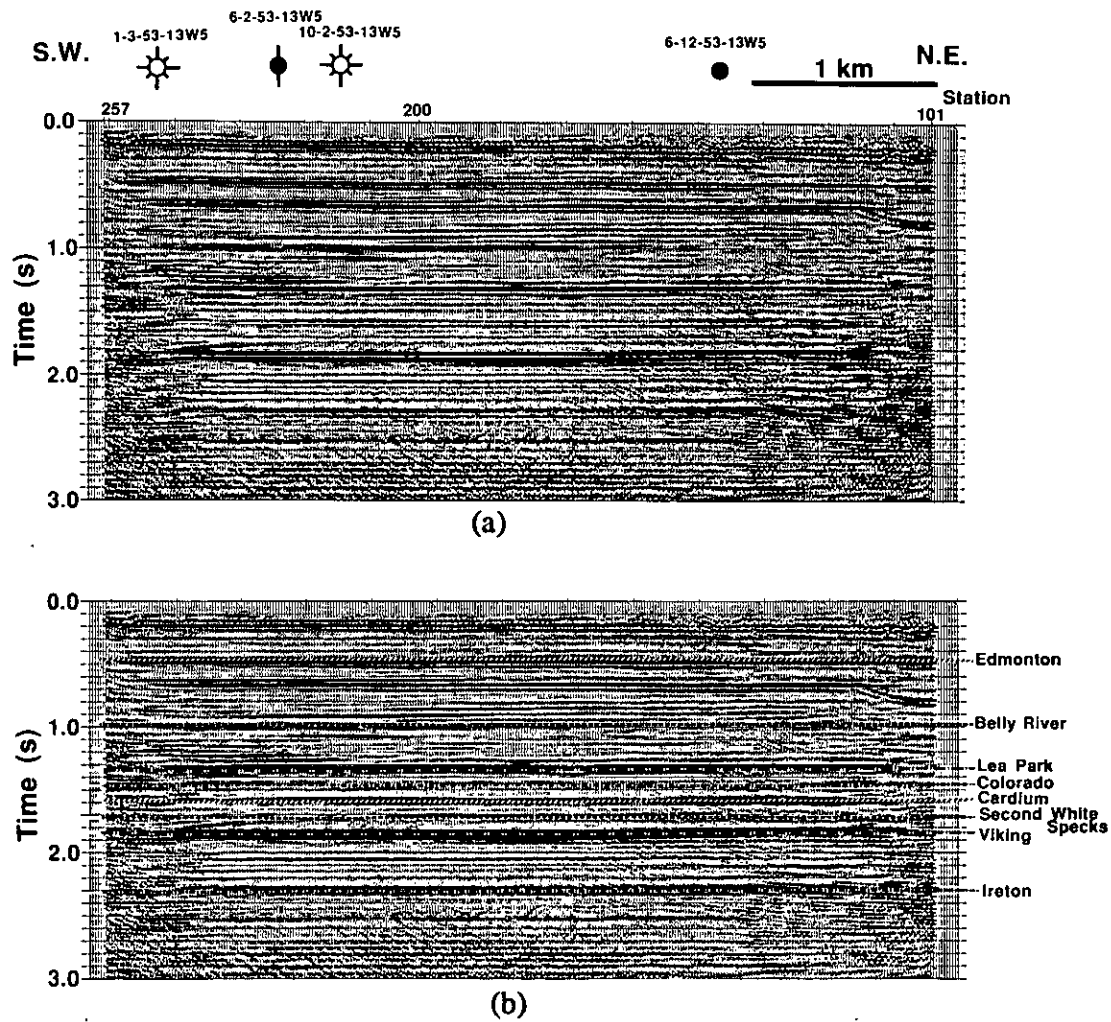 6-2-53-13W5
1-3-53-13W5
10-2-53-13W5
6-12-53-13W5
S.W.
N.E.
1 km
Station
257
200
101
0.0
1.0
2.0
3.0
Time (s)
(a)
0.0
1.0
2.0
3.0
Time (s)
Edmonton
Belly River
Lea Park
Colorado
Cardium
Second White
Specks
Viking
Ireton
(b)